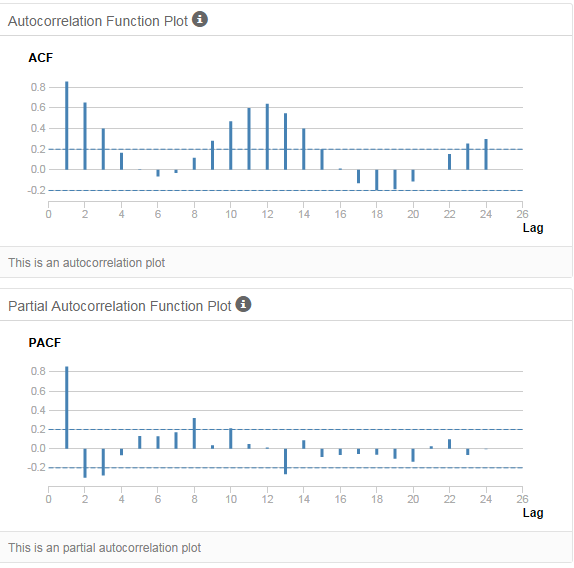 Autocorrelation Function Plot i
ACF
0.8
0.6
0.4
0.2
0.0
-0.2
0 2 4 6 8 10 12 14 16 18 20 22 24 26
Lag
This is an autocorrelation plot
Partial Autocorrelation Function Plot i
PACF
0.8
0.6
0.4
0.2
0.0
-0.2
0 2 4 6 8 10 12 14 16 18 20 22 24 26
Lag
This is an partial autocorrelation plot